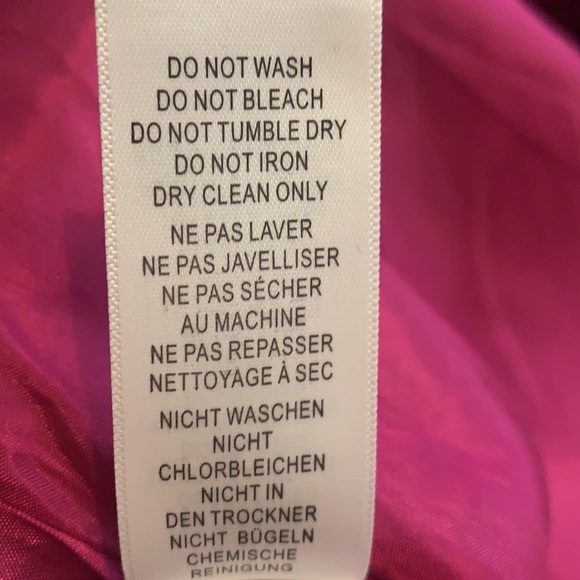 DO NOT WASH
DO NOT BLEACH
DO NOT TUMBLE DRY
DO NOT IRON
DRY CLEAN ONLY
NE PAS LAVER
NE PAS JAVELLISER
NE PAS SÉCHER
AU MACHINE
NE PAS REPASSER
NETTOYAGE À SEC
NICHT WASCHEN
NICHT
CHLORBLEICHEN
NICHT IN
DEN TROCKNER
NICHT BÜGELN
CHEMISCHE
REINIGUNG